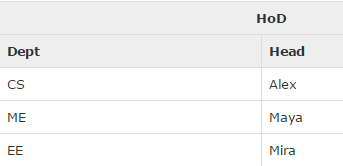 HoD
Dept Head
CS Alex
ME Maya
EE Mira